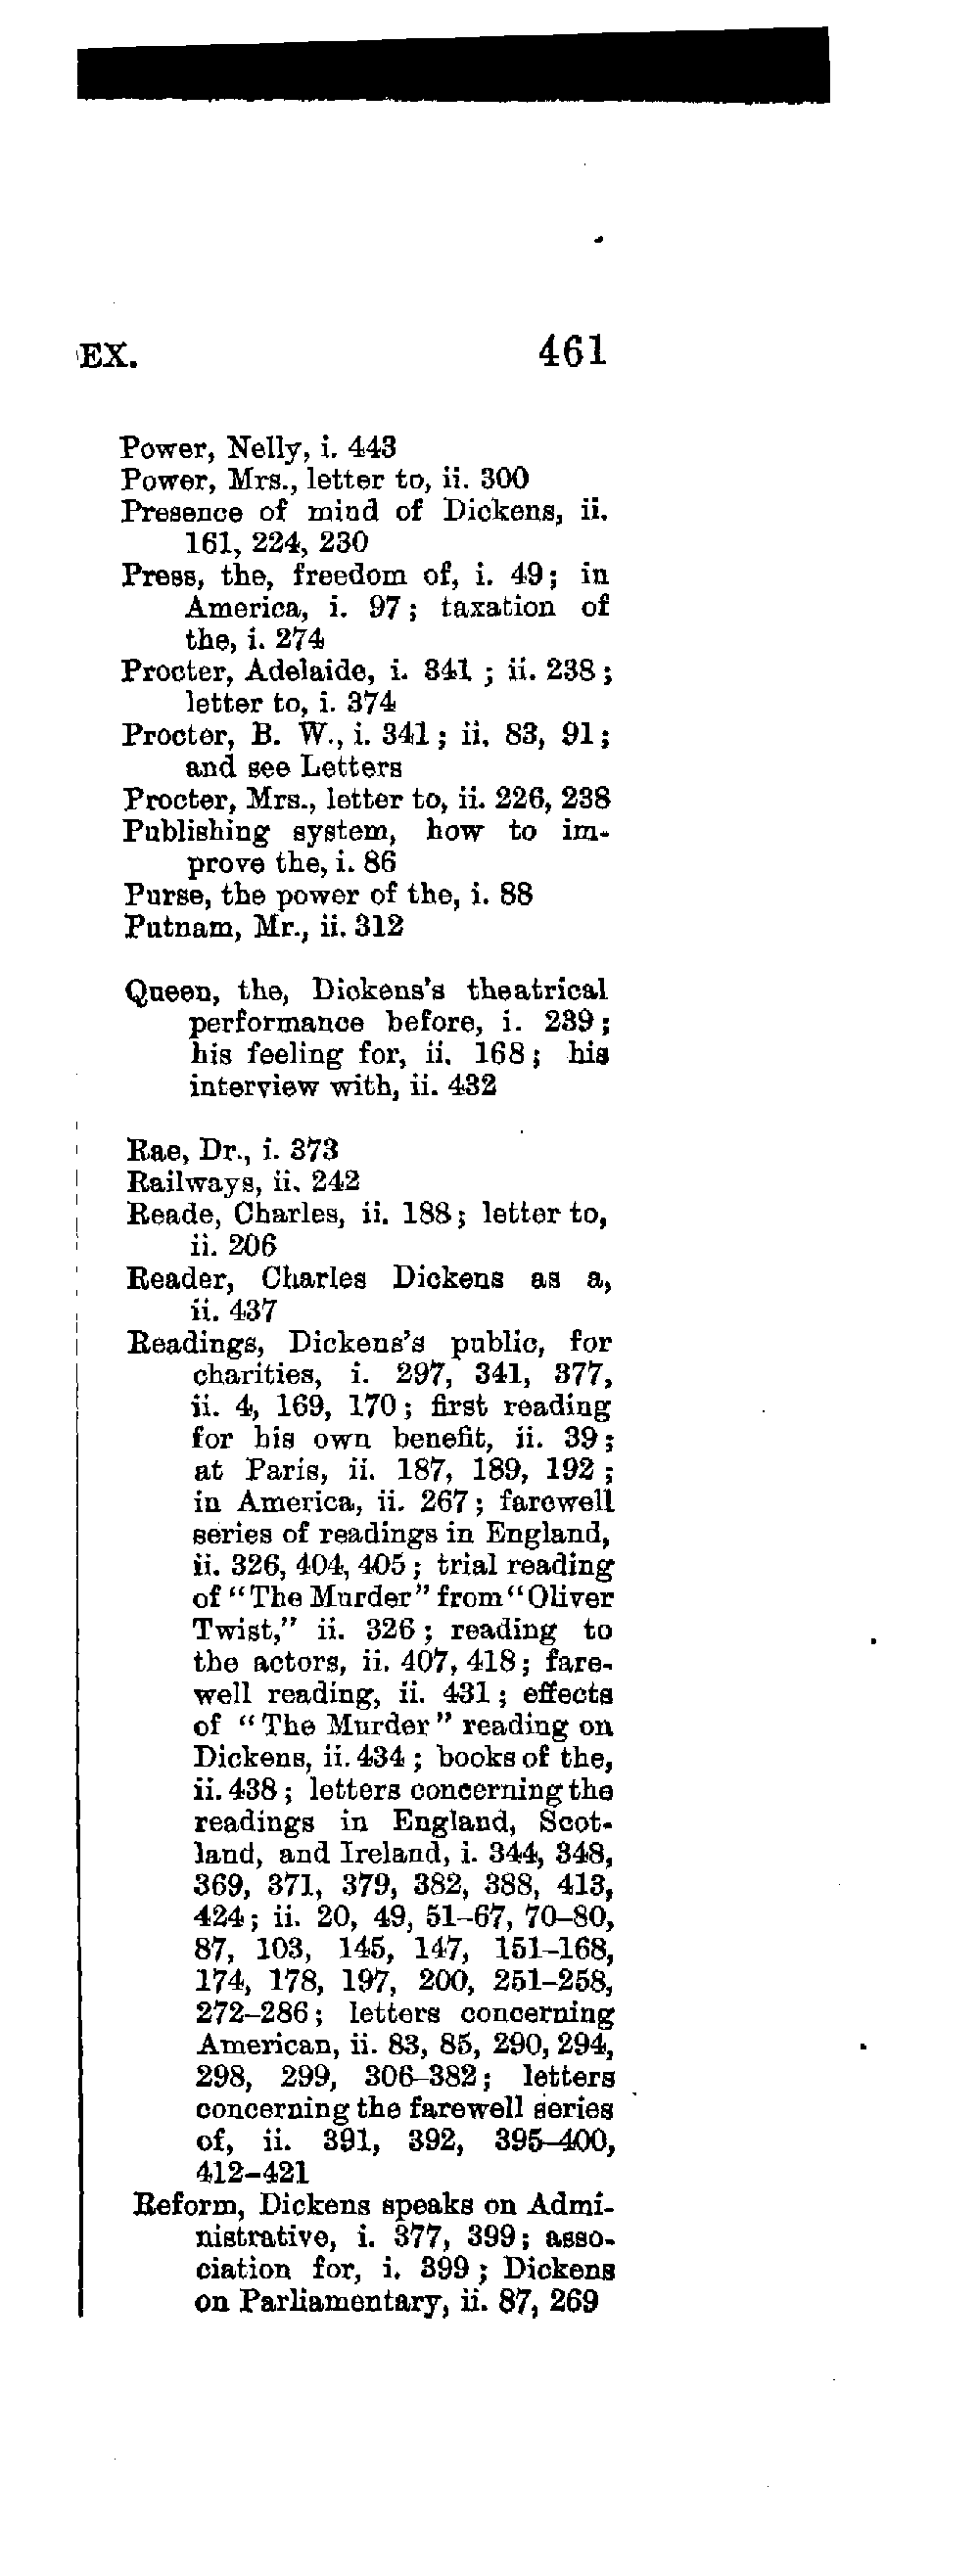 EX. 461
Power, Nelly, i. 443
Power, Mrs., letter to, ii. 300
Presence of mind of Dickens, ii.
161, 224, 230
Press, the, freedom of, i. 49; in
America, i. 97; taxation of
the, i. 274
Procter, Adelaide, i. 341 ; ii. 238;
letter to, i. 374
Procter, B. W., i. 341; ii. 83, 91;
and see Letters
Procter, Mrs., letter to, ii. 226, 238
Publishing system, how to im-
prove the, i. 86
Purse, the power of the, i. 88
Putnam, Mr., ii. 312
Queen, the, Dickens's theatrical
performance before, i. 239;
his feeling for, ii. 168; his
interview with, ii. 432
Rae, Dr., i. 373
Railways, ii. 242
Reade, Charles, ii. 188; letter to,
ii. 206
Reader, Charles Dickens as a,
ii. 437
Readings, Dickens's public, for
charities, i. 297, 341, 377,
ii. 4, 169, 170; first reading
for his own benefit, ii. 39;
at Paris, ii. 187, 189, 192;
in America, ii. 267; farewell
series of readings in England,
ii. 326, 404, 405; trial reading
of "The Murder" from "Oliver
Twist," ii. 326; reading to
the actors, ii. 407, 418; fare-
well reading, ii. 431; effects
of "The Murder" reading on
Dickens, ii. 434; books of the,
ii. 438; letters concerning the
readings in England, Scot-
land, and Ireland, i. 344, 348,
369, 371, 379, 382, 388, 413,
424; ii. 20, 49, 51-67, 70-80,
87, 103, 145, 147, 151-168,
174, 178, 197, 200, 251-258,
272-286; letters concerning
American, ii. 83, 85, 290, 294,
298, 299, 306-382; letters
concerning the farewell series
of, ii. 391, 392, 395-400,
412-421
Reform, Dickens speaks on Admi-
nistrative, i. 377, 399; asso-
ciation for, i. 399; Dickens
on Parliamentary, ii. 87, 269